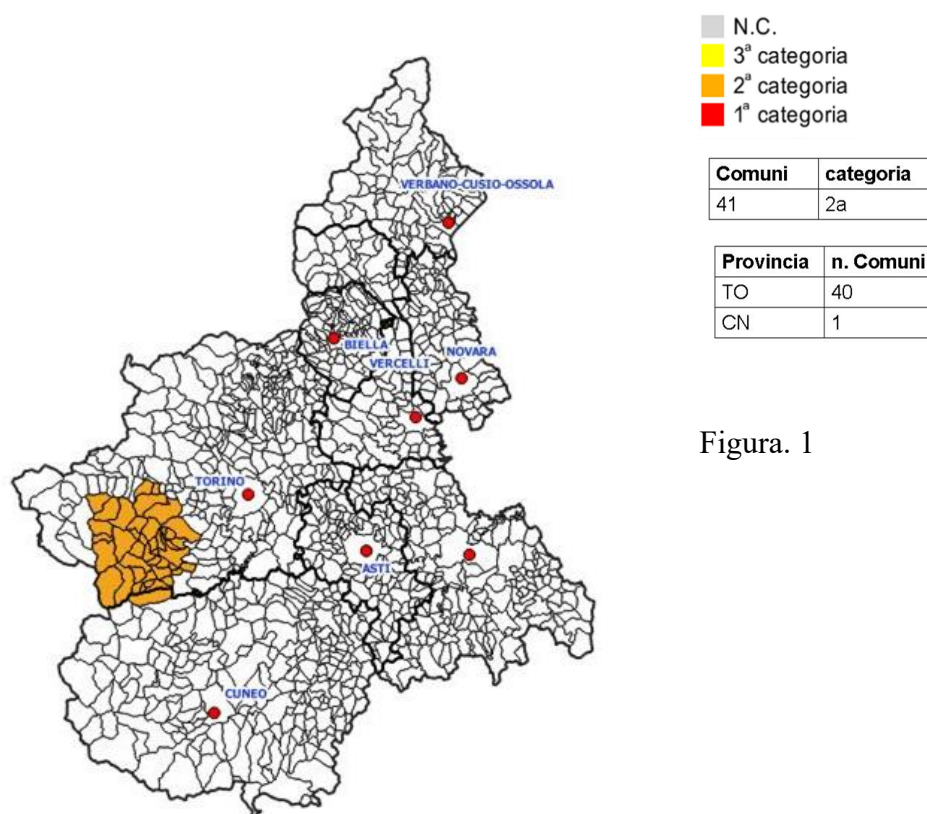 N.C.
3ª categoria
2ª categoria
1ª categoria
Comuni categoria
41 2a
Provincia n. Comuni
TO 40
CN 1
Figura. 1
VERBANO-CUSIO-OSSOLA
BIELLA
NOVARA
VERCELLI
TORINO
ASTI
CUNEO